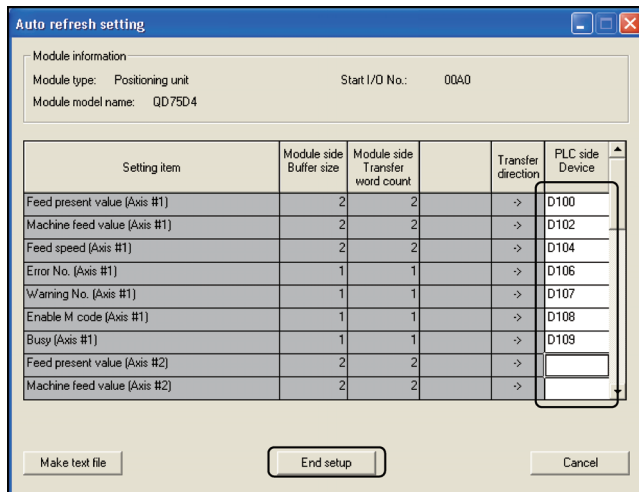 Auto refresh setting
Module information
Module type: Positioning unit Start I/O No.: 00A0
Module model name: QD75D4
Setting item Module side Buffer size Module side Transfer word count Transfer direction PLC side Device
Feed present value (Axis #1) 2 2 -> D100
Machine feed value (Axis #1) 2 2 -> D102
Feed speed (Axis #1) 2 2 -> D104
Error No. (Axis #1) 1 1 -> D106
Warning No. (Axis #1) 1 1 -> D107
Enable M code (Axis #1) 1 1 -> D108
Busy (Axis #1) 1 1 -> D109
Feed present value (Axis #2) 2 2 ->
Machine feed value (Axis #2) 2 2 ->
Make text file End setup Cancel